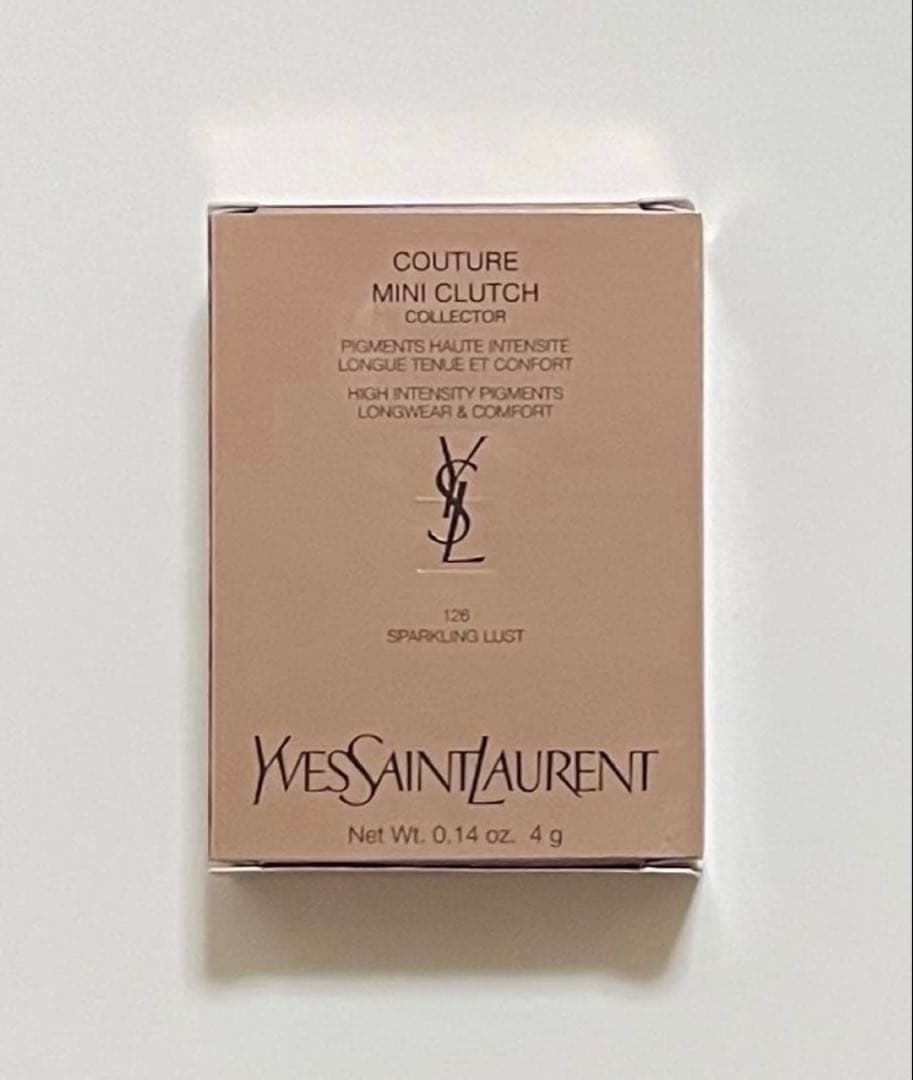 COUTURE
MINI CLUTCH
COLLECTOR
PIGMENTS HAUTE INTENSITÉ
LONGUE TENUE ET CONFORT
HIGH INTENSITY PIGMENTS
LONGWEAR & COMFORT
YSL
126
SPARKLING LUST
YVESSAINTLAURENT
Net Wt. 0.14 oz. 4 g